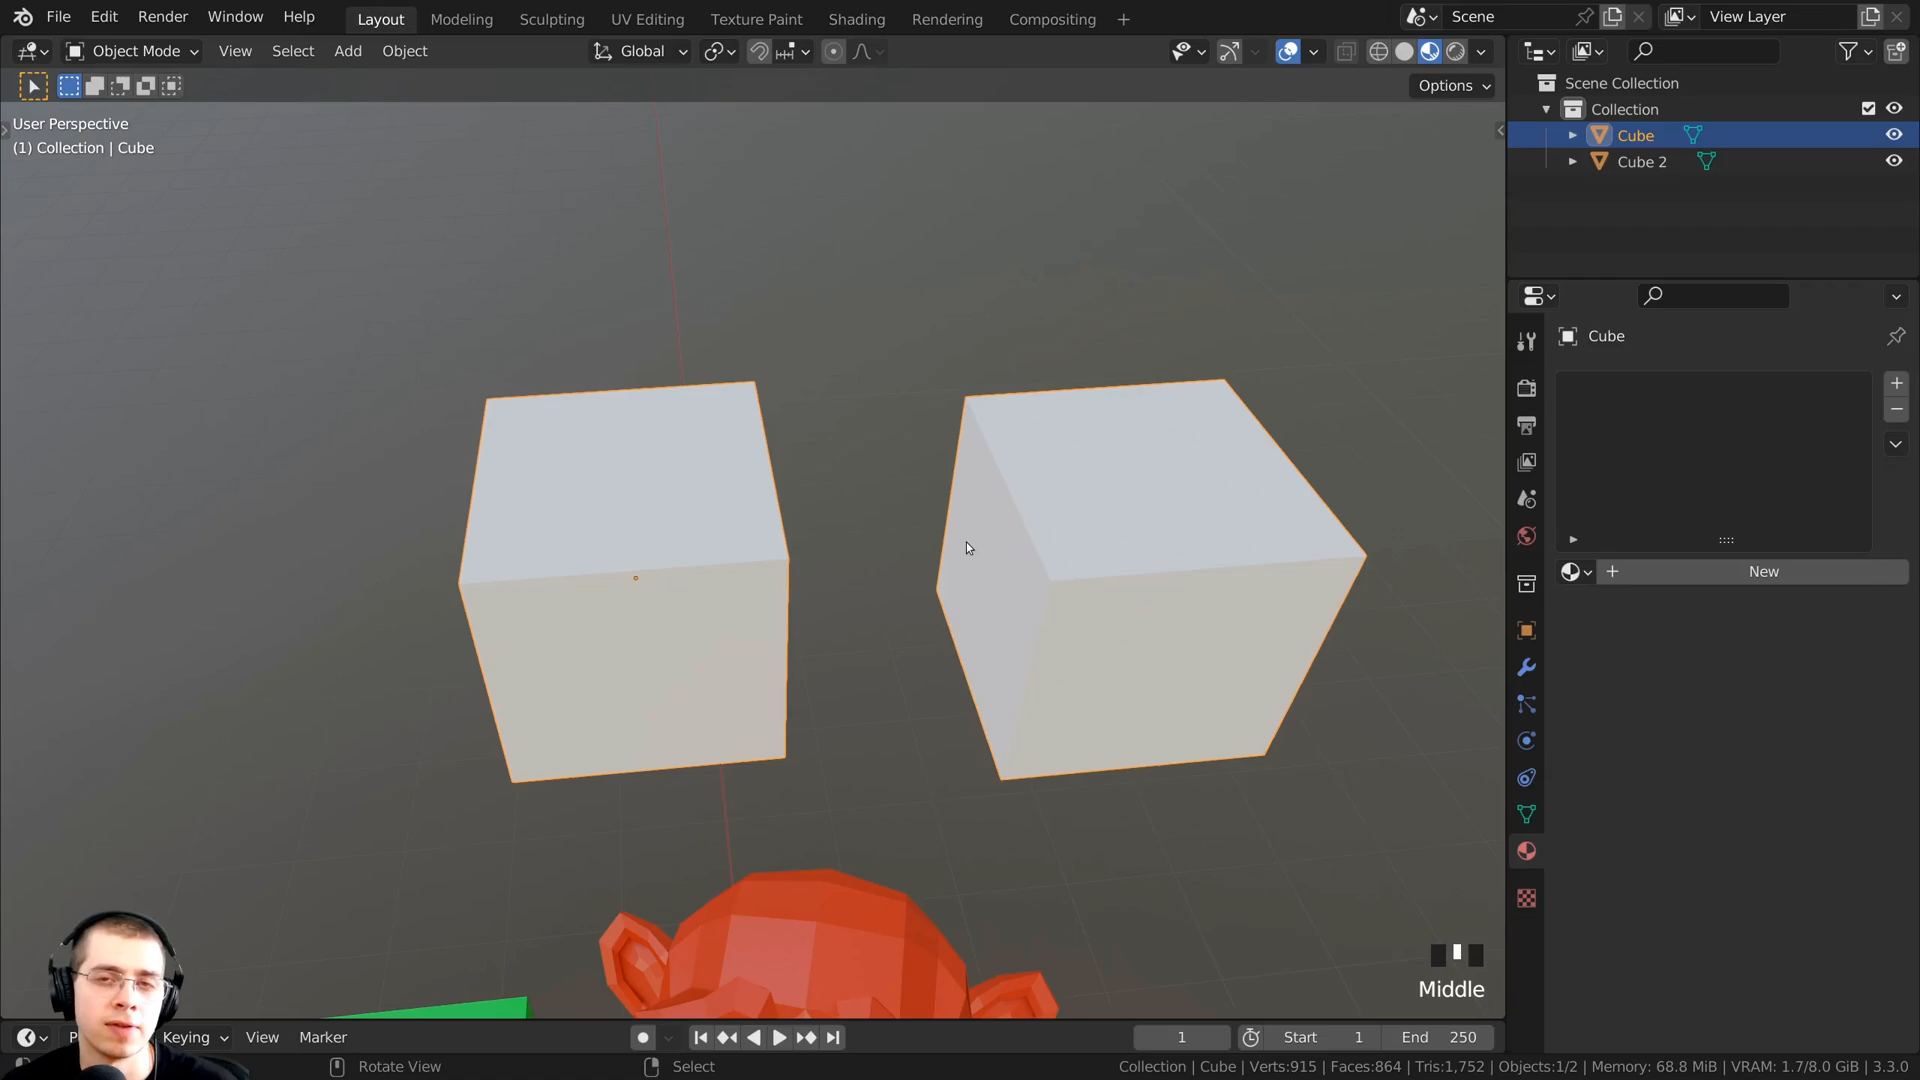 File Edit Render Window Help Layout Modeling Sculpting UV Editing Texture Paint Shading Rendering Compositing + Scene View Layer
Object Mode View Select Add Object Global
Options
User Perspective
(1) Collection | Cube
Scene Collection
Collection
Cube
Cube 2
Cube
New
Middle
Keying View Marker 1 Start 1 End 250
Rotate View Select Collection | Cube | Verts:915 | Faces:864 | Tris:1,752 | Objects:1/2 | Memory: 68.8 MiB | VRAM: 1.7/8.0 GiB | 3.3.0